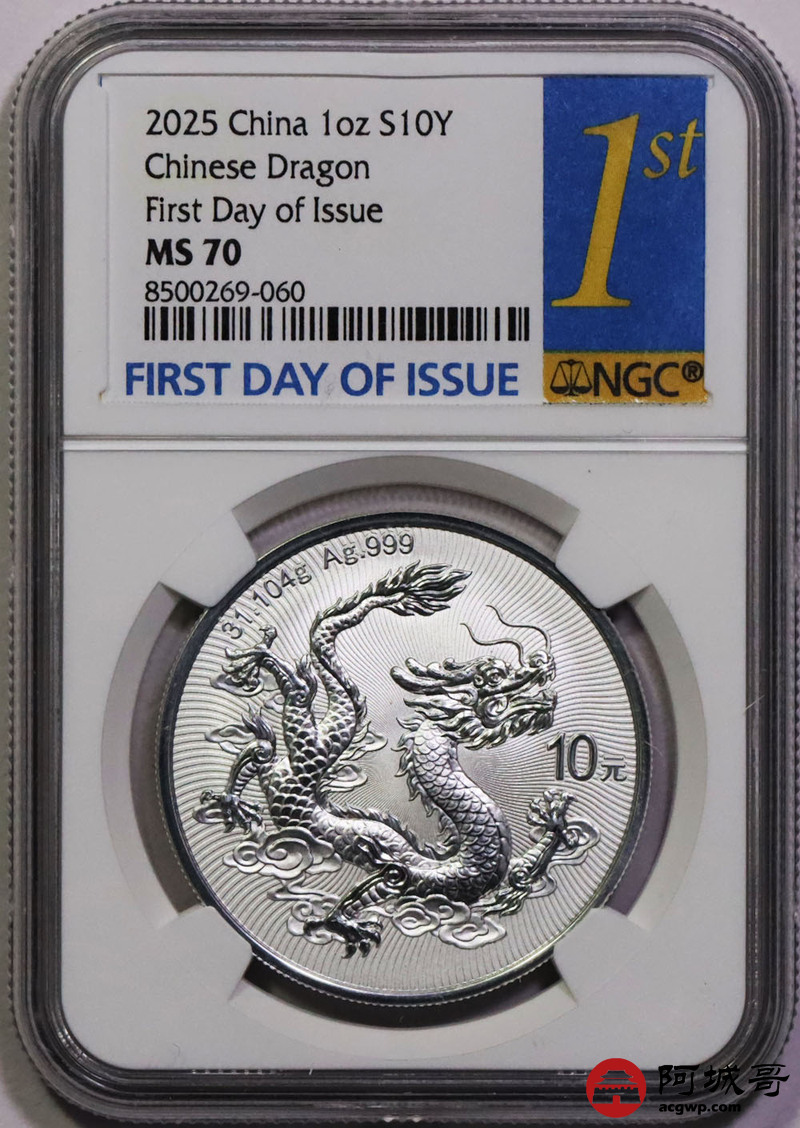 2025 China 1oz S10Y
Chinese Dragon
First Day of Issue
MS 70
8500269-060
FIRST DAY OF ISSUE
1st
NGC®
31.104g Ag.999
10元
阿城哥
acgwp.com